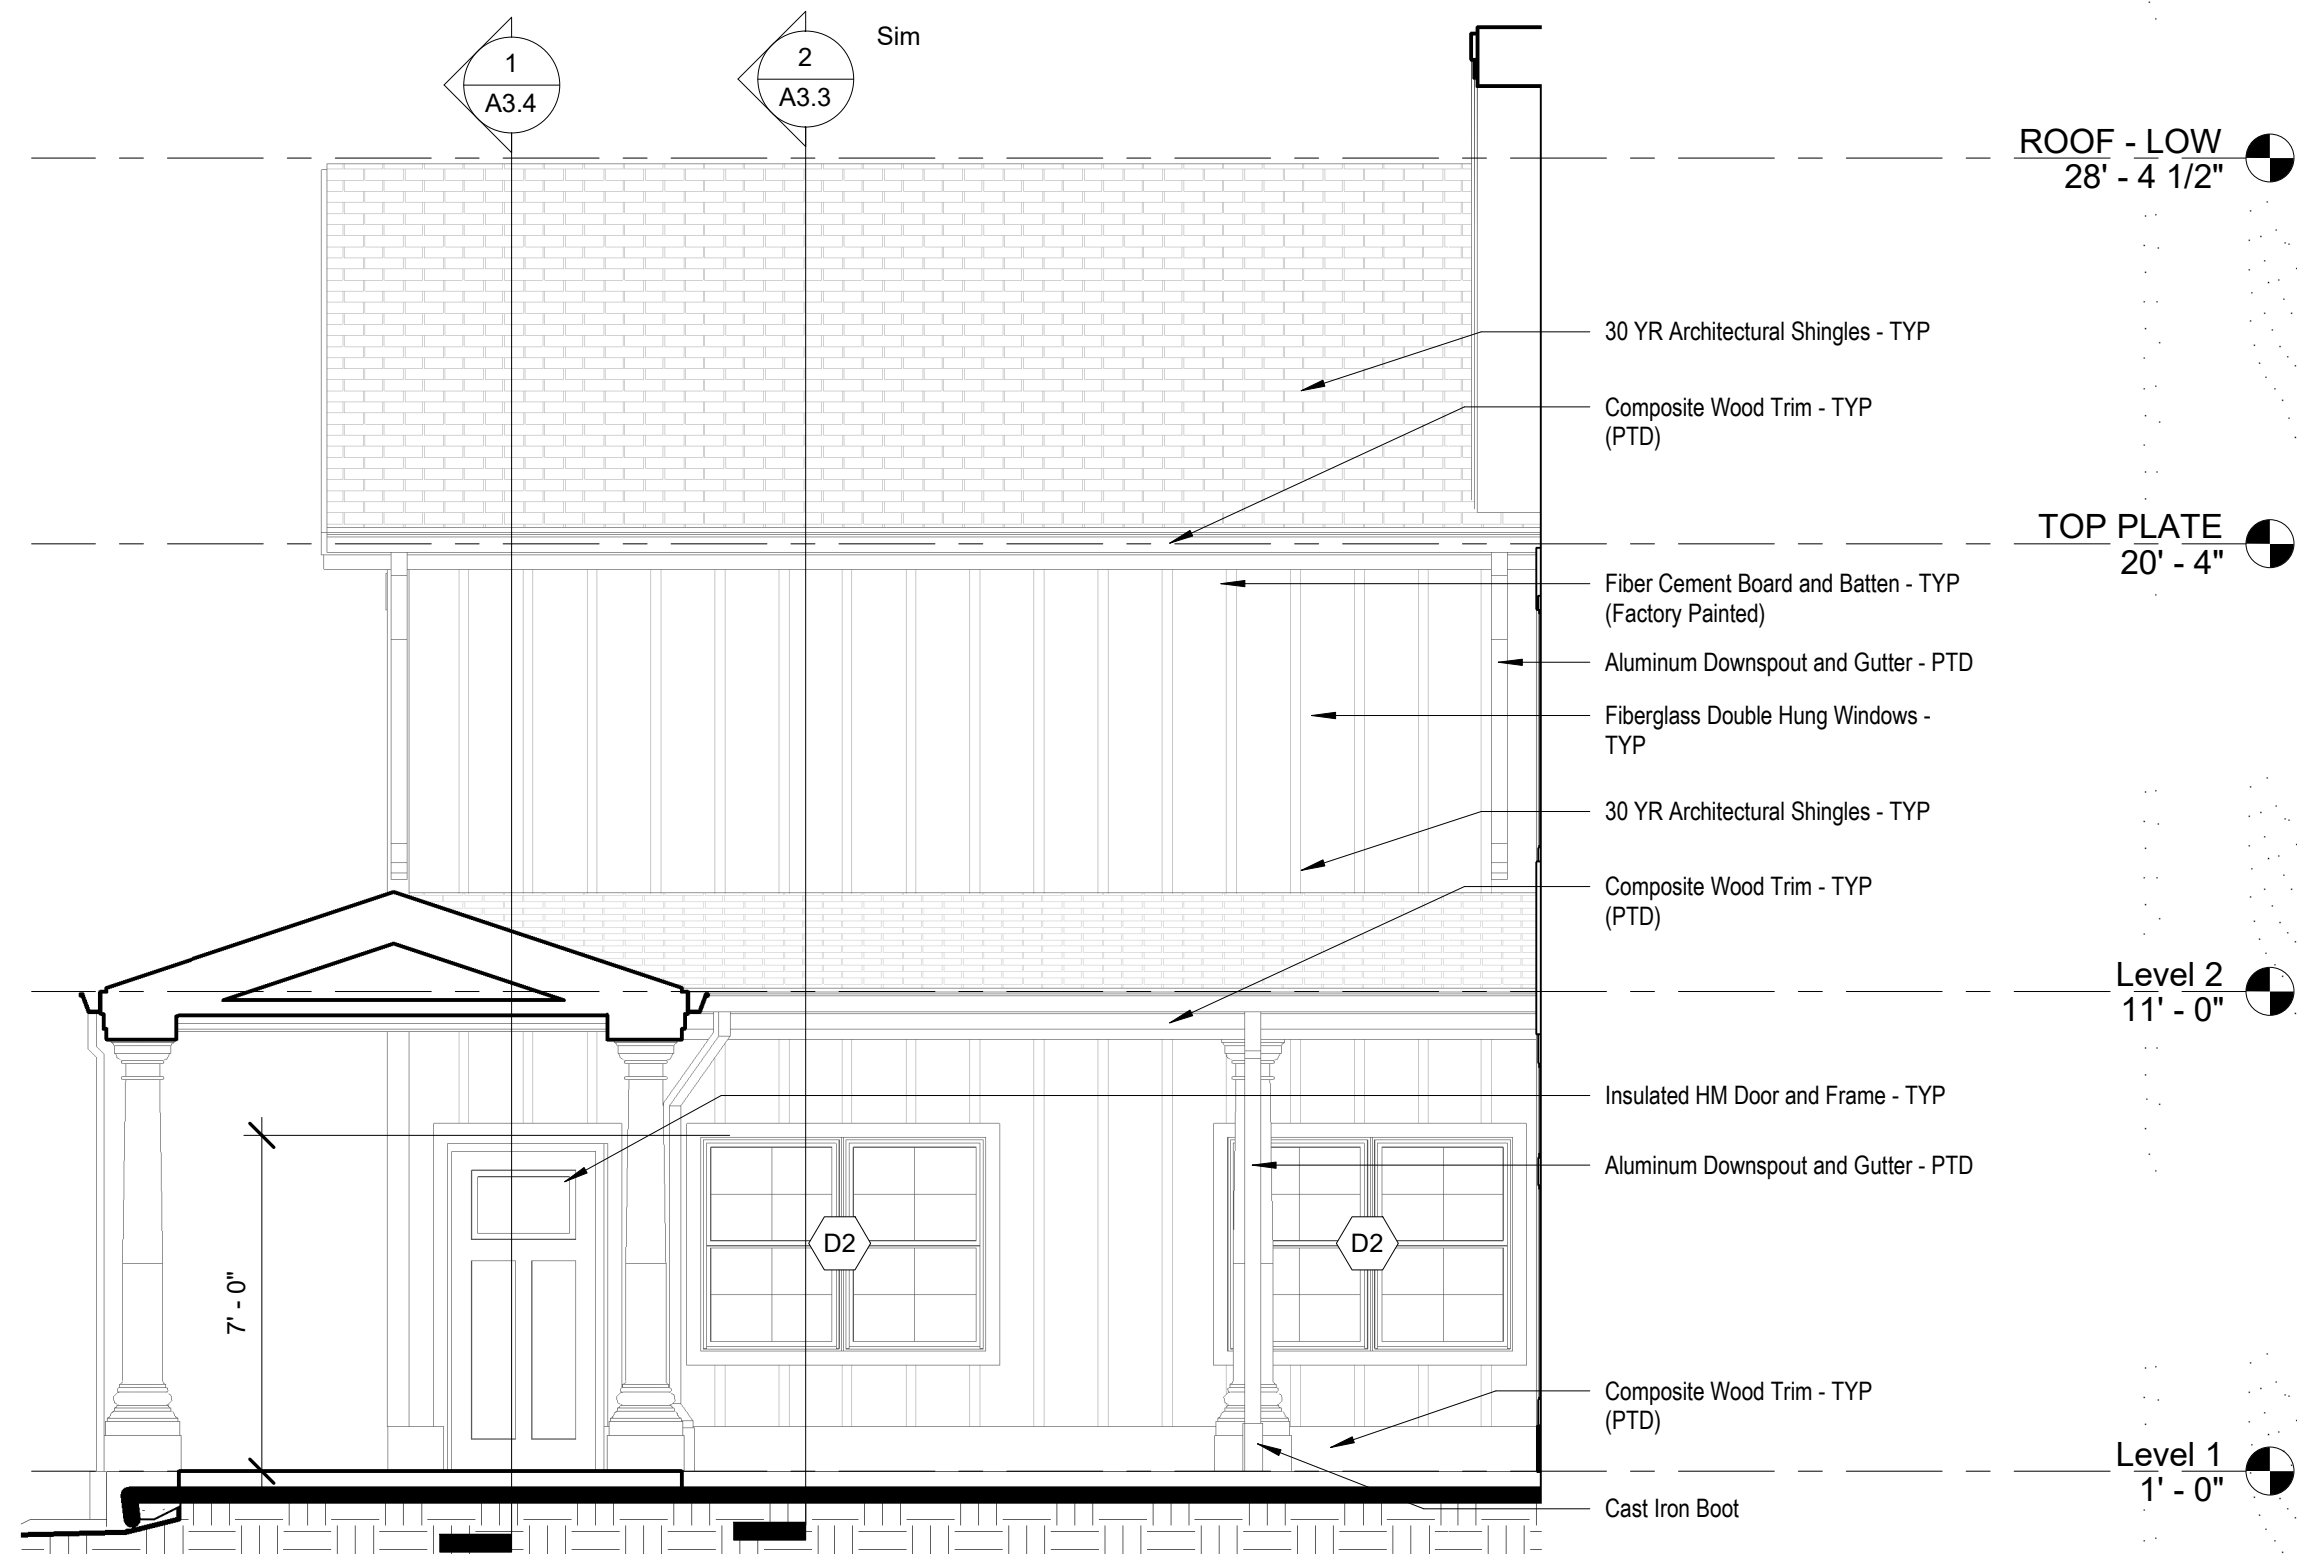 1
A3.4
2
A3.3
Sim
ROOF - LOW
28' - 4 1/2"
30 YR Architectural Shingles - TYP
Composite Wood Trim - TYP
(PTD)
TOP PLATE
20' - 4"
Fiber Cement Board and Batten - TYP
(Factory Painted)
Aluminum Downspout and Gutter - PTD
Fiberglass Double Hung Windows -
TYP
30 YR Architectural Shingles - TYP
Composite Wood Trim - TYP
(PTD)
Level 2
11' - 0"
Insulated HM Door and Frame - TYP
Aluminum Downspout and Gutter - PTD
D2
D2
7' - 0"
Composite Wood Trim - TYP
(PTD)
Level 1
1' - 0"
Cast Iron Boot